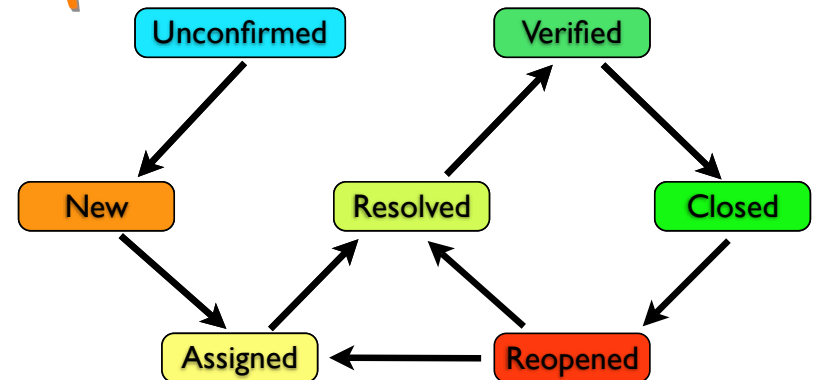 Unconfirmed
Verified
New
Resolved
Closed
Assigned
Reopened